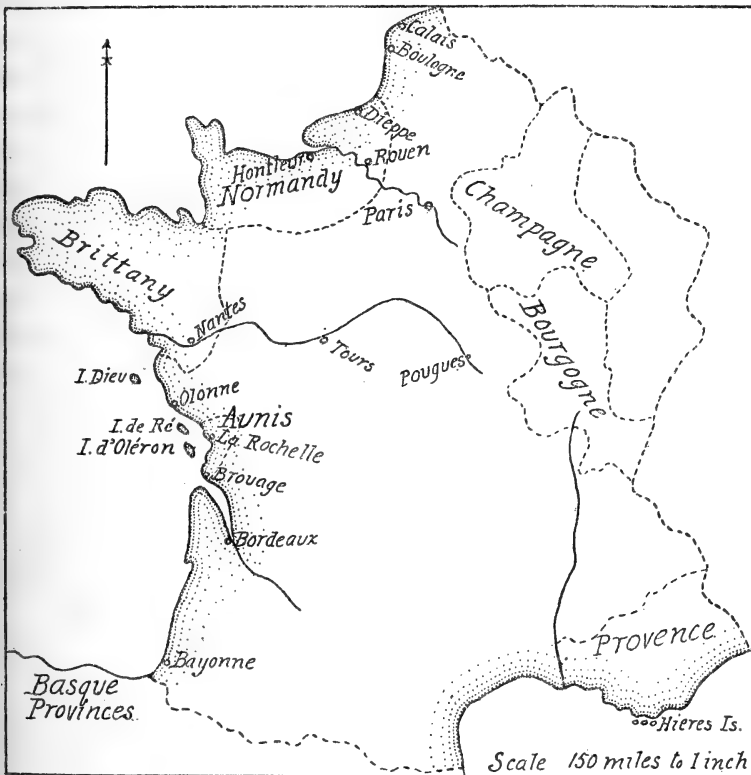 Calais
Boulogne
Dieppe
Rouen
Honfleur
Normandy
Paris
Champagne
Brittany
Bourgogne
Nantes
Tours
Pougues
I. Dieu
Olonne
Aunis
I. de Ré
La Rochelle
I. d'Oléron
Brouage
Bordeaux
Provence
Bayonne
Basque
Provinces.
Hieres Is.
Scale 150 miles to 1 inch